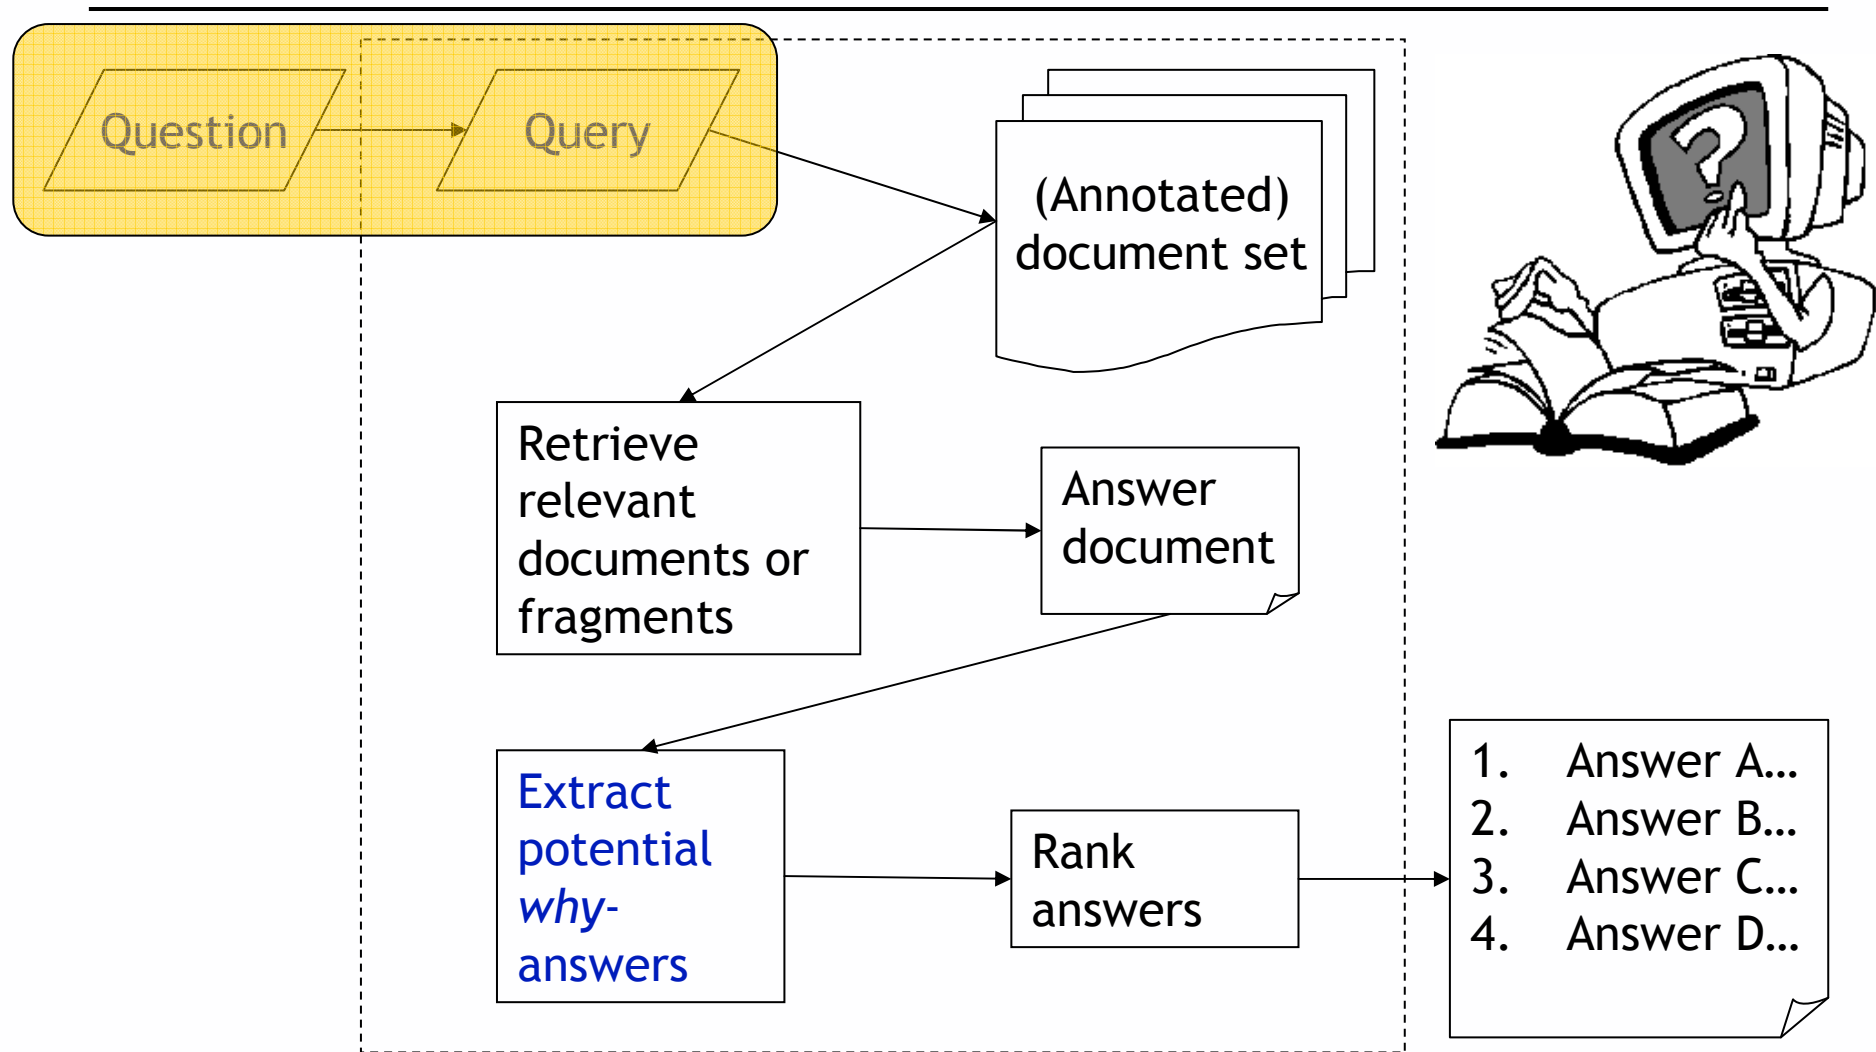 Question
Query
(Annotated)
document set
Retrieve
relevant
documents or
fragments
Answer
document
Extract
potential
why-
answers
Rank
answers
1. Answer A…
2. Answer B…
3. Answer C…
4. Answer D…
?